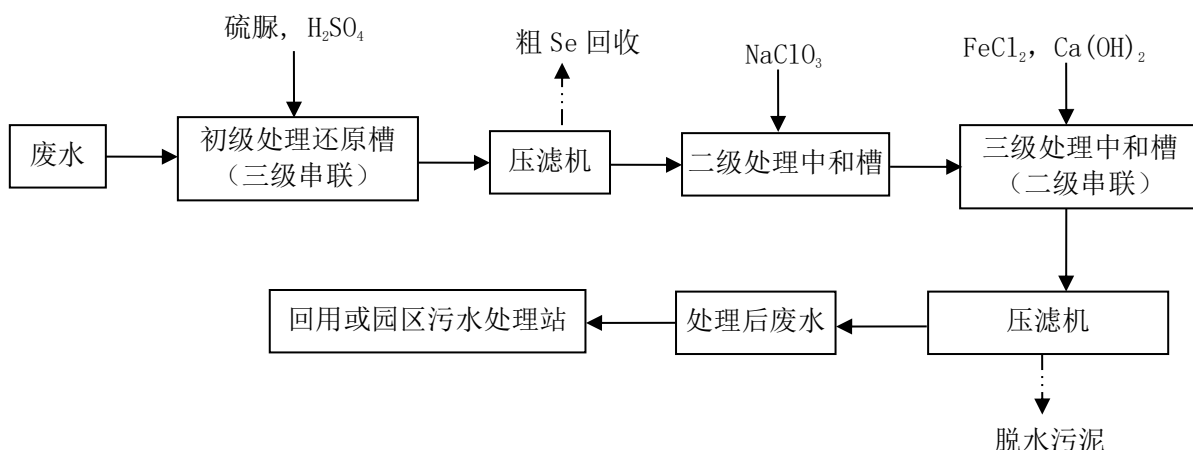 硫脲, H₂SO₄
粗 Se 回收
NaClO₃
FeCl₂, Ca(OH)₂
废水
初级处理还原槽
（三级串联）
压滤机
二级处理中和槽
三级处理中和槽
（二级串联）
回用或园区污水处理站
处理后废水
压滤机
脱水污泥